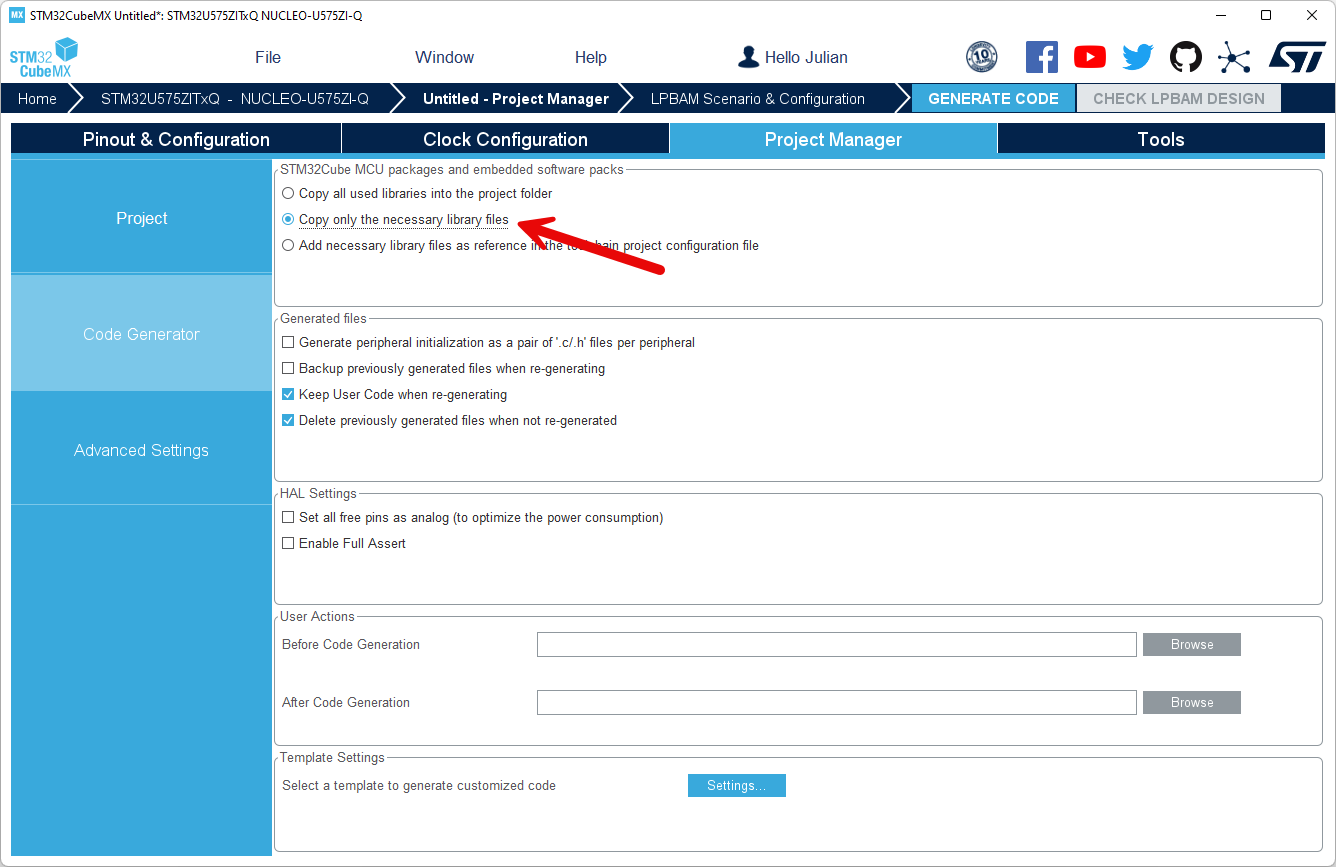 MX STM32CubeMX Untitled*: STM32U575ZITxQ NUCLEO-U575ZI-Q
STM32
CubeMX
File Window Help Hello Julian
10
Home STM32U575ZITxQ - NUCLEO-U575ZI-Q Untitled - Project Manager LPBAM Scenario & Configuration GENERATE CODE CHECK LPBAM DESIGN
Pinout & Configuration Clock Configuration Project Manager Tools
Project
Code Generator
Advanced Settings
STM32Cube MCU packages and embedded software packs
Copy all used libraries into the project folder
Copy only the necessary library files
Add necessary library files as reference in the toolchain project configuration file
Generated files
Generate peripheral initialization as a pair of '.c/.h' files per peripheral
Backup previously generated files when re-generating
Keep User Code when re-generating
Delete previously generated files when not re-generated
HAL Settings
Set all free pins as analog (to optimize the power consumption)
Enable Full Assert
User Actions
Before Code Generation Browse
After Code Generation Browse
Template Settings
Select a template to generate customized code Settings...